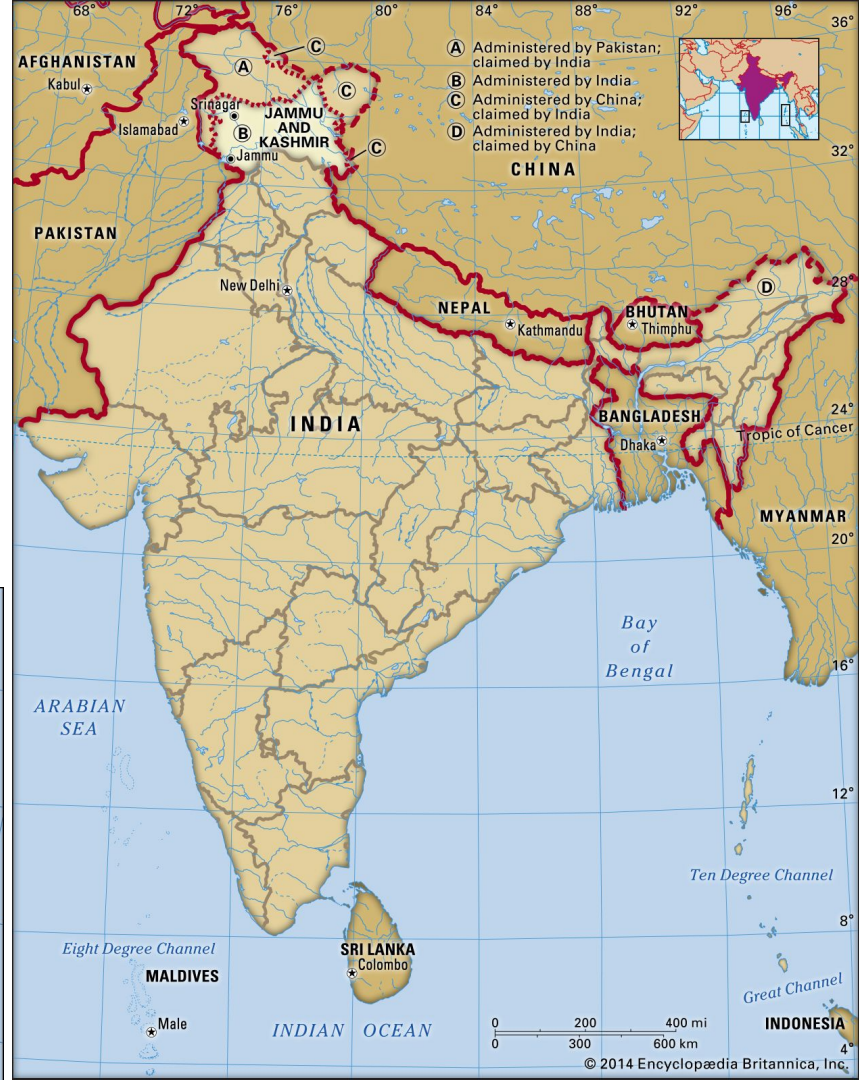 68°
72°
76°
80°
84°
88°
92°
96°
36°
AFGHANISTAN
Kabul
A
C
C
Srinagar
Islamabad
B
JAMMU
AND
KASHMIR
Jammu
C
A Administered by Pakistan;
claimed by India
B Administered by India
C Administered by China;
claimed by India
D Administered by India;
claimed by China
32°
CHINA
PAKISTAN
New Delhi
NEPAL
Kathmandu
BHUTAN
Thimphu
D
28°
INDIA
BANGLADESH
Dhaka
24°
Tropic of Cancer
MYANMAR
20°
Bay
of
Bengal
16°
ARABIAN
SEA
12°
Ten Degree Channel
8°
Eight Degree Channel
MALDIVES
SRI LANKA
Colombo
Great Channel
Male
INDIAN OCEAN
0 200 400 mi
0 300 600 km
INDONESIA
4°
© 2014 Encyclopædia Britannica, Inc.